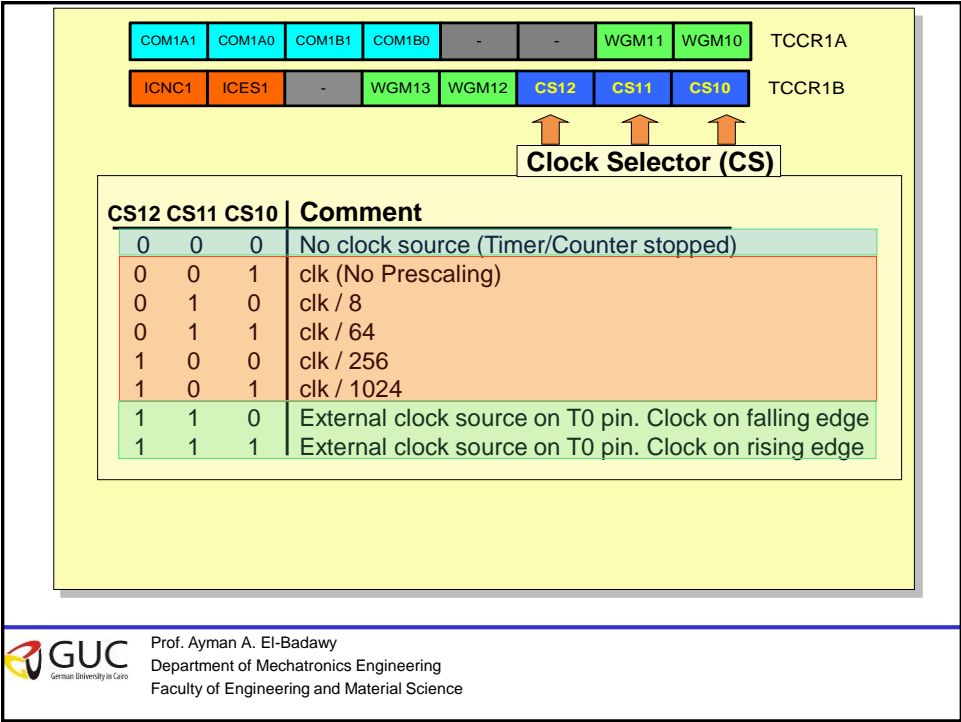 COM1A1 COM1A0 COM1B1 COM1B0 - - WGM11 WGM10 TCCR1A
ICNC1 ICES1 - WGM13 WGM12 CS12 CS11 CS10 TCCR1B
Clock Selector (CS)
CS12 CS11 CS10 Comment
0 0 0 No clock source (Timer/Counter stopped)
0 0 1 clk (No Prescaling)
0 1 0 clk / 8
0 1 1 clk / 64
1 0 0 clk / 256
1 0 1 clk / 1024
1 1 0 External clock source on T0 pin. Clock on falling edge
1 1 1 External clock source on T0 pin. Clock on rising edge
GUC
German University in Cairo
Prof. Ayman A. El-Badawy
Department of Mechatronics Engineering
Faculty of Engineering and Material Science